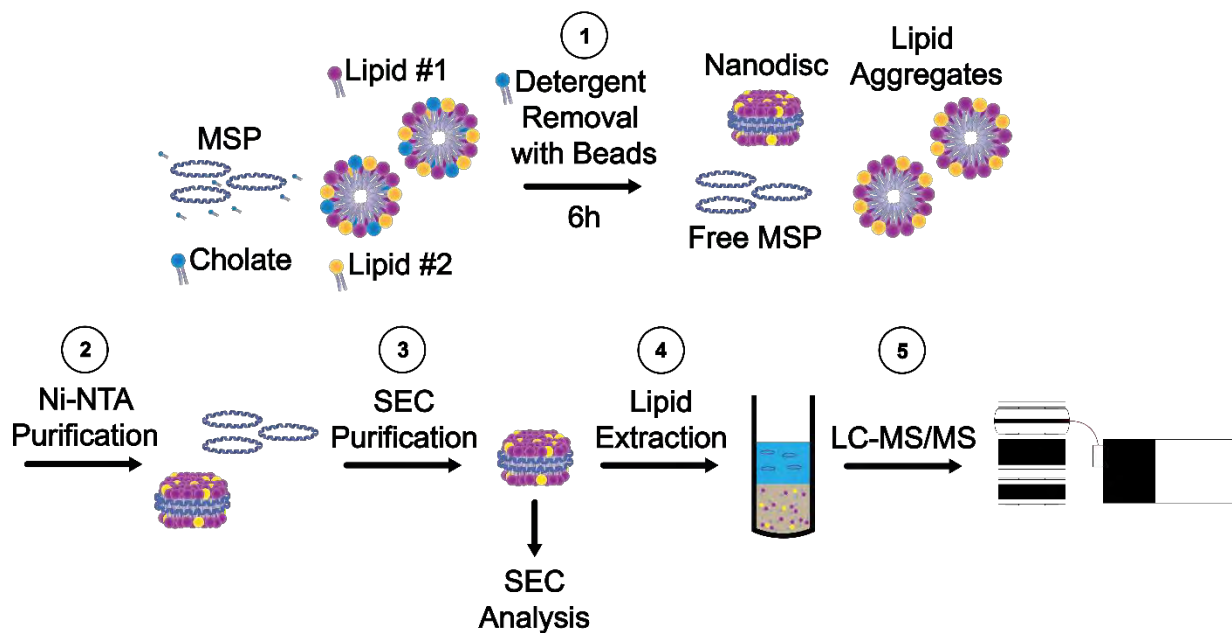 1
Lipid #1
Detergent
Removal
with Beads
6h
MSP
Cholate
Lipid #2
Nanodisc
Free MSP
Lipid
Aggregates
2
Ni-NTA
Purification
3
SEC
Purification
SEC
Analysis
4
Lipid
Extraction
5
LC-MS/MS